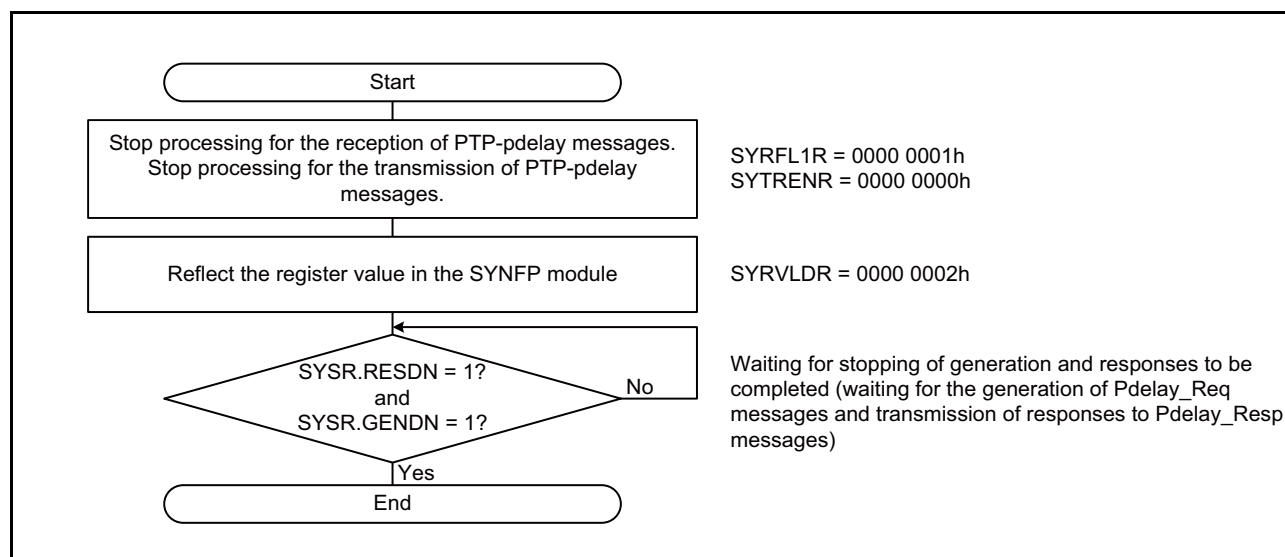 Start
Stop processing for the reception of PTP-pdelay messages.
Stop processing for the transmission of PTP-pdelay
messages.
SYRFL1R = 0000 0001h
SYTRENR = 0000 0000h
Reflect the register value in the SYNFP module
SYRVLDR = 0000 0002h
SYSR.RESDN = 1?
and
SYSR.GENDN = 1?
No
Waiting for stopping of generation and responses to be
completed (waiting for the generation of Pdelay_Req
messages and transmission of responses to Pdelay_Resp
messages)
Yes
End